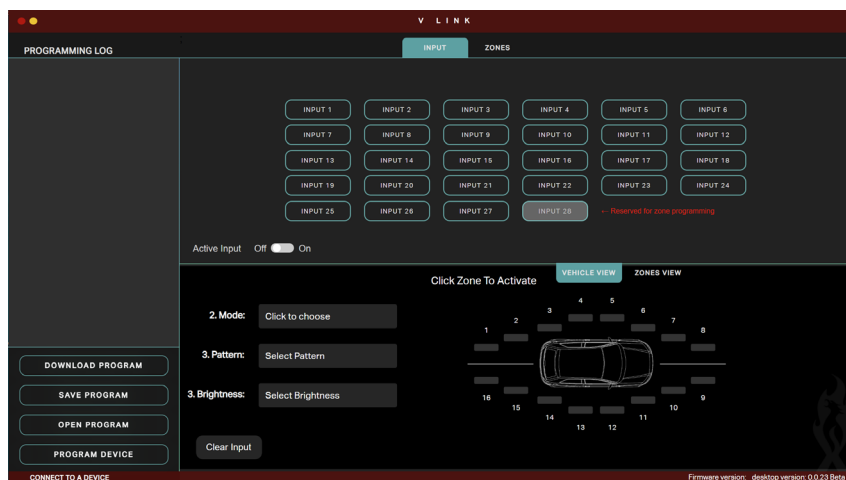 V LINK
PROGRAMMING LOG
INPUT ZONES
INPUT 1 INPUT 2 INPUT 3 INPUT 4 INPUT 5 INPUT 6
INPUT 7 INPUT 8 INPUT 9 INPUT 10 INPUT 11 INPUT 12
INPUT 13 INPUT 14 INPUT 15 INPUT 16 INPUT 17 INPUT 18
INPUT 19 INPUT 20 INPUT 21 INPUT 22 INPUT 23 INPUT 24
INPUT 25 INPUT 26 INPUT 27 INPUT 28 ← Reserved for zone programming
Active Input Off On
Click Zone To Activate
VEHICLE VIEW ZONES VIEW
2. Mode: Click to choose
3. Pattern: Select Pattern
3. Brightness: Select Brightness
Clear Input
1 2 3 4 5 6 7 8
16 15 14 13 12 11 10 9
DOWNLOAD PROGRAM
SAVE PROGRAM
OPEN PROGRAM
PROGRAM DEVICE
CONNECT TO A DEVICE
Firmware version: desktop version: 0.0.23 Beta